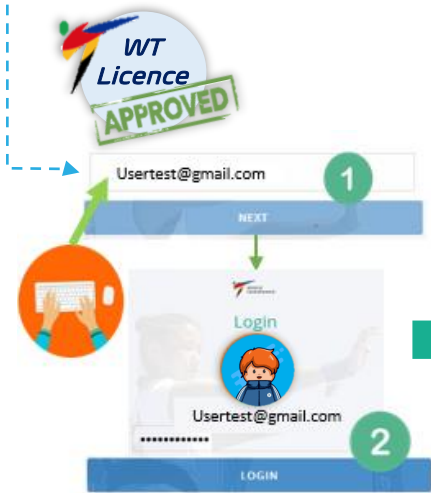 WT
Licence
APPROVED
Usertest@gmail.com
1
NEXT
Login
Usertest@gmail.com
••••••••••••
2
LOGIN